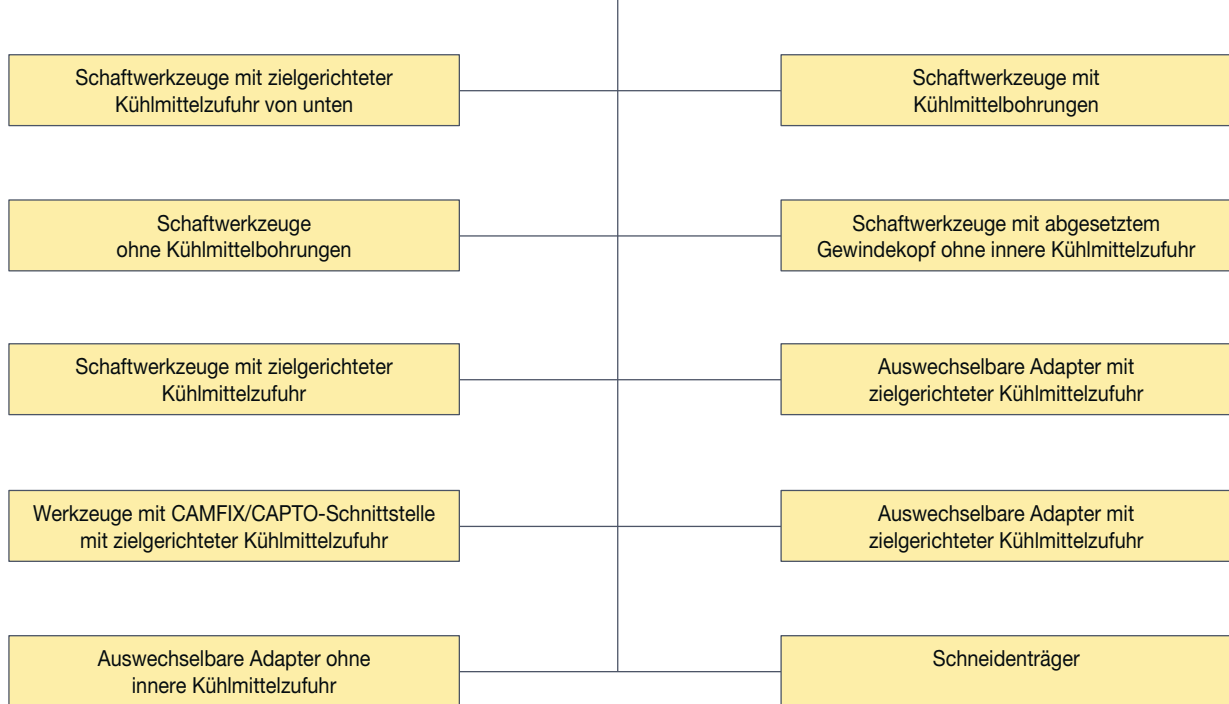 Schaftwerkzeuge mit zielgerichteter
Kühlmittelzufuhr von unten
Schaftwerkzeuge mit
Kühlmittelbohrungen
Schaftwerkzeuge
ohne Kühlmittelbohrungen
Schaftwerkzeuge mit abgesetztem
Gewindekopf ohne innere Kühlmittelzufuhr
Schaftwerkzeuge mit zielgerichteter
Kühlmittelzufuhr
Auswechselbare Adapter mit
zielgerichteter Kühlmittelzufuhr
Werkzeuge mit CAMFIX/CAPTO-Schnittstelle
mit zielgerichteter Kühlmittelzufuhr
Auswechselbare Adapter mit
zielgerichteter Kühlmittelzufuhr
Auswechselbare Adapter ohne
innere Kühlmittelzufuhr
Schneidenträger